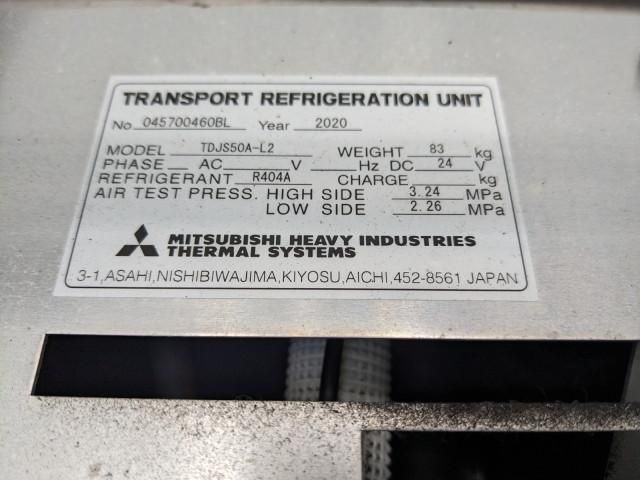 TRANSPORT REFRIGERATION UNIT
No 045700460BL Year 2020
MODEL TDJS50A-L2 WEIGHT 83 kg
PHASE AC V Hz DC 24 V
REFRIGERANT R404A CHARGE kg
AIR TEST PRESS. HIGH SIDE 3.24 MPa
LOW SIDE 2.26 MPa
MITSUBISHI HEAVY INDUSTRIES
THERMAL SYSTEMS
3-1,ASAHI,NISHIBIWAJIMA,KIYOSU,AICHI,452-8561 JAPAN